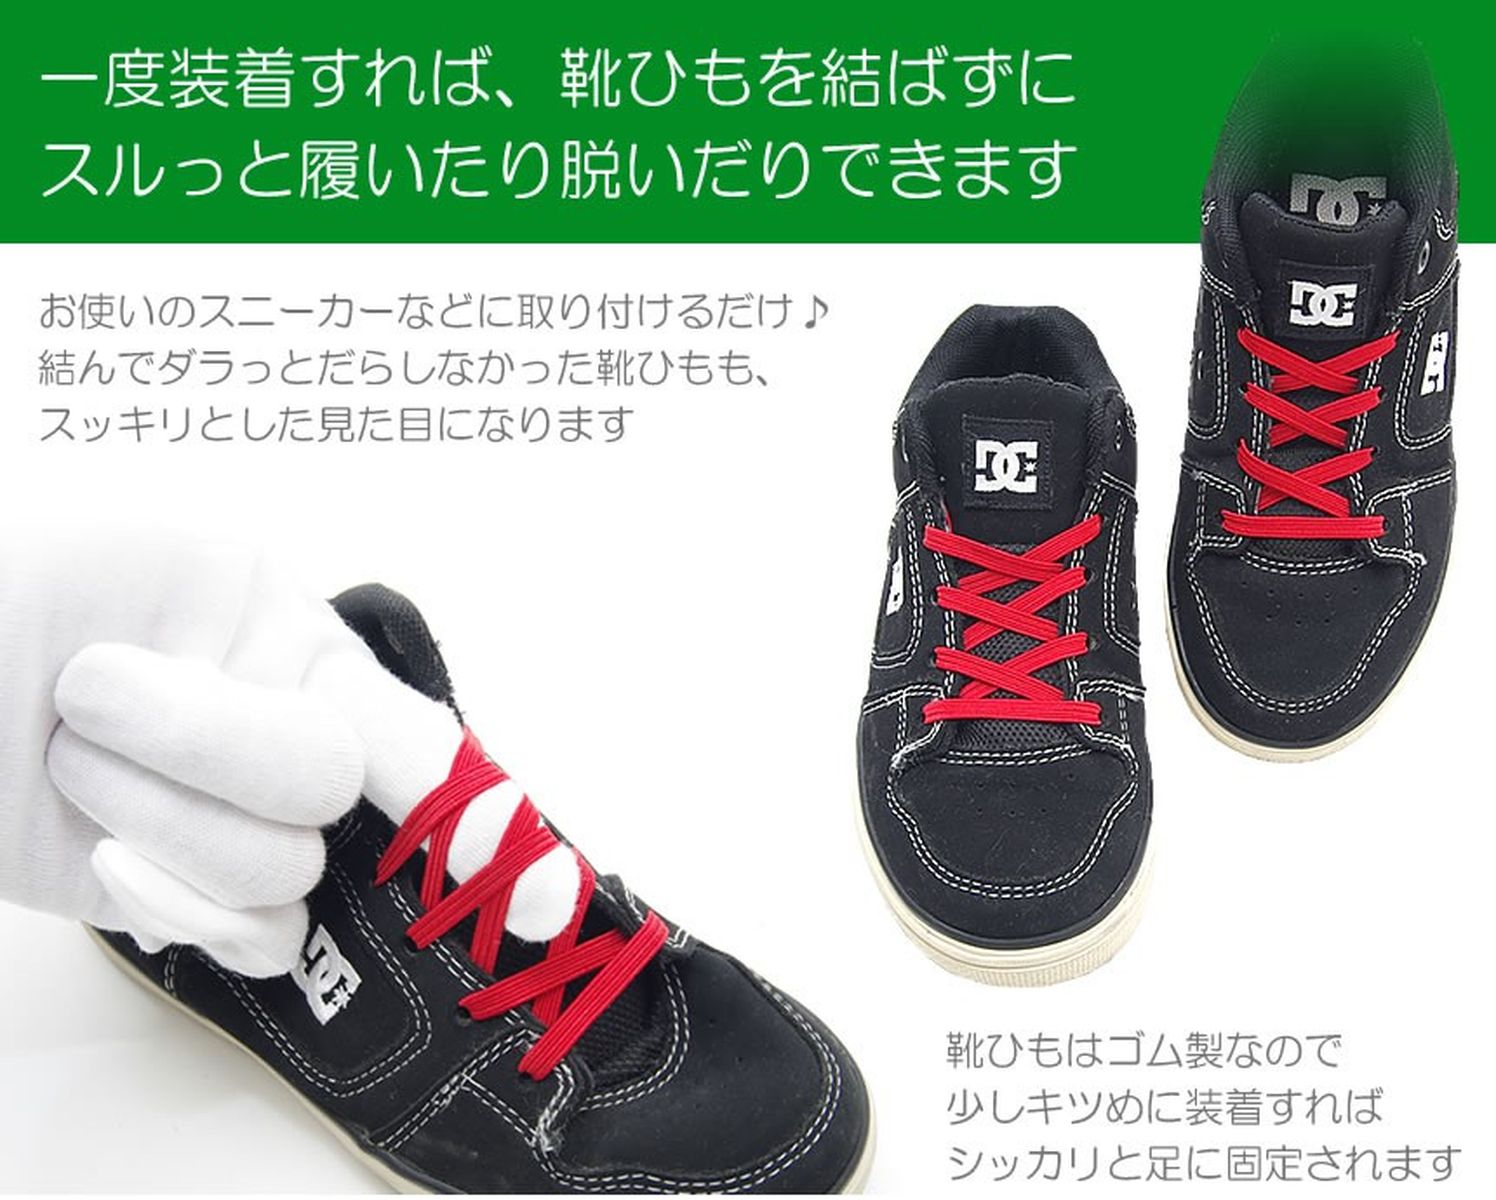 一度装着すれば、靴ひもを結ばずに
スルっと履いたり脱いだりできます
お使いのスニーカーなどに取り付けるだけ♪
結んでダラっとだらしなかった靴ひもも、
スッキリとした見た目になります
DC
DC
DC
DC
靴ひもはゴム製なので
少しキツめに装着すれば
シッカリと足に固定されます